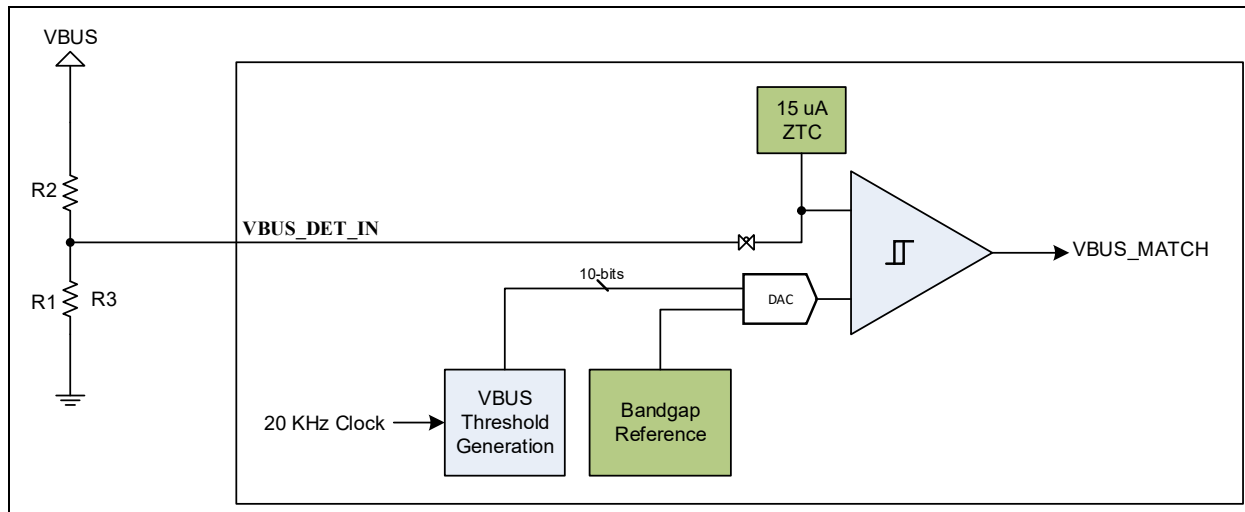 VBUS
15 uA
ZTC
R2
VBUS_DET_IN
VBUS_MATCH
10-bits
R1
R3
DAC
VBUS
Threshold
Generation
Bandgap
Reference
20 KHz Clock